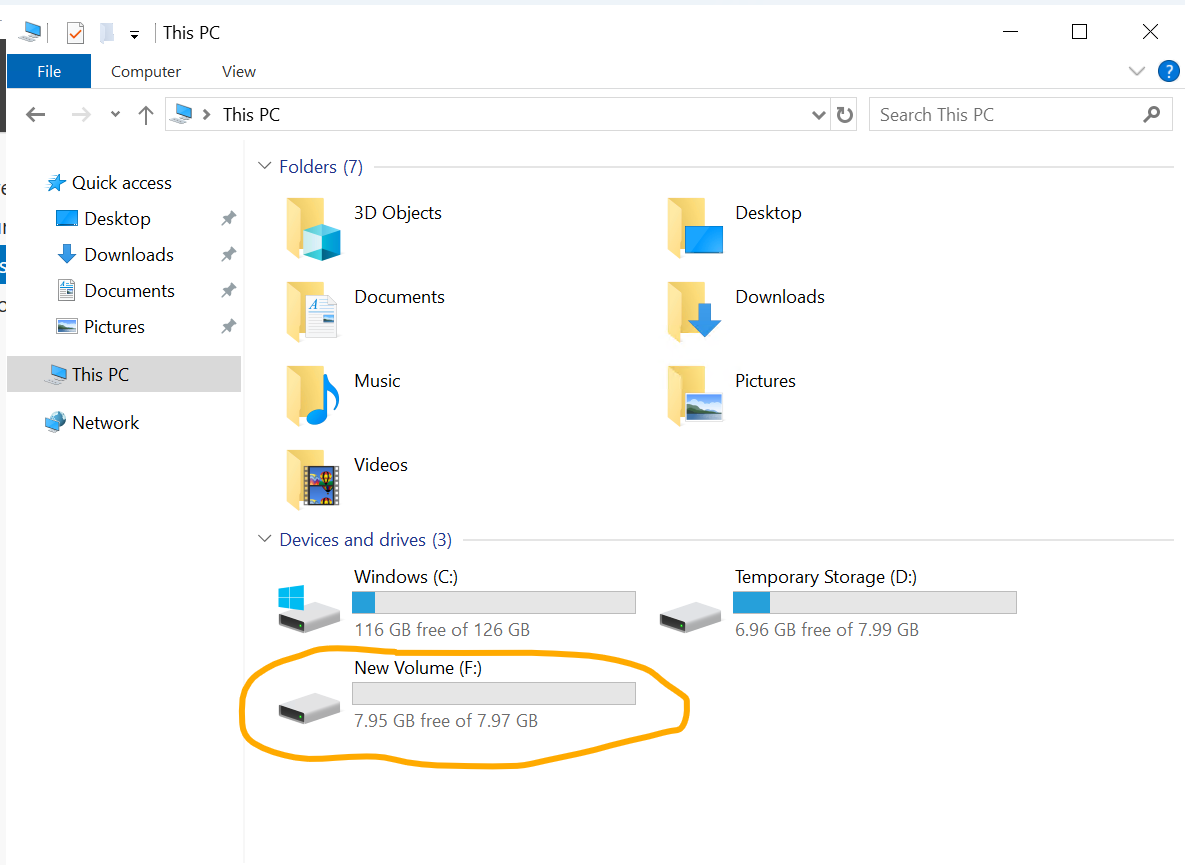 This PC
File Computer View
This PC
Search This PC
Quick access
Desktop
Downloads
Documents
Pictures
This PC
Network
Folders (7)
3D Objects
Desktop
Documents
Downloads
Music
Pictures
Videos
Devices and drives (3)
Windows (C:)
116 GB free of 126 GB
Temporary Storage (D:)
6.96 GB free of 7.99 GB
New Volume (F:)
7.95 GB free of 7.97 GB